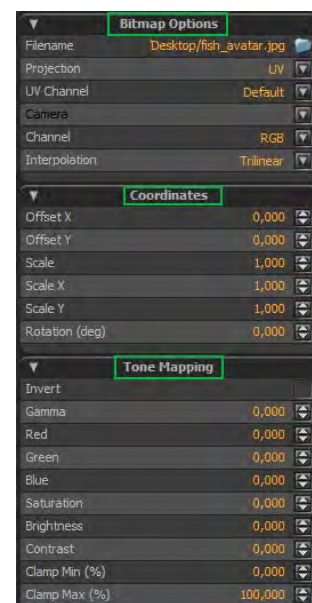 Bitmap Options
Filename Desktop/fish_avatar.jpg
Projection UV
UV Channel Default
Camera
Channel RGB
Interpolation Trilinear
Coordinates
Offset X 0,000
Offset Y 0,000
Scale 1,000
Scale X 1,000
Scale Y 1,000
Rotation (deg) 0,000
Tone Mapping
Invert
Gamma 0,000
Red 0,000
Green 0,000
Blue 0,000
Saturation 0,000
Brightness 0,000
Contrast 0,000
Clamp Min (%) 0,000
Clamp Max (%) 100,000